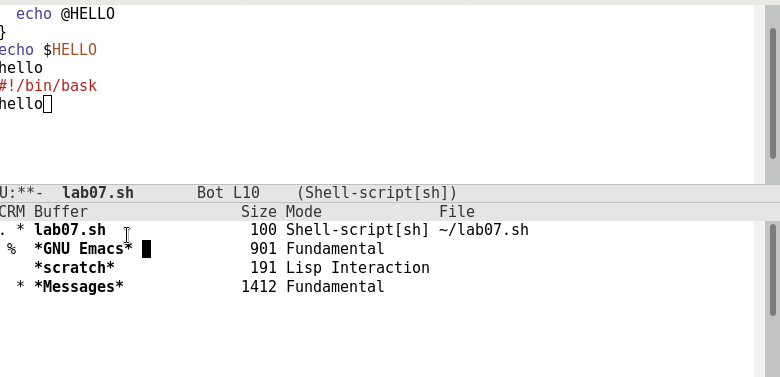 echo @HELLO
}
echo $HELLO
hello
#!/bin/bask
hello
U:**-  lab07.sh       Bot L10    (Shell-script[sh])
CRM Buffer                 Size Mode             File
. * lab07.sh                100 Shell-script[sh] ~/lab07.sh
%  *GNU Emacs*             901 Fundamental
*scratch*               191 Lisp Interaction
* *Messages*             1412 Fundamental